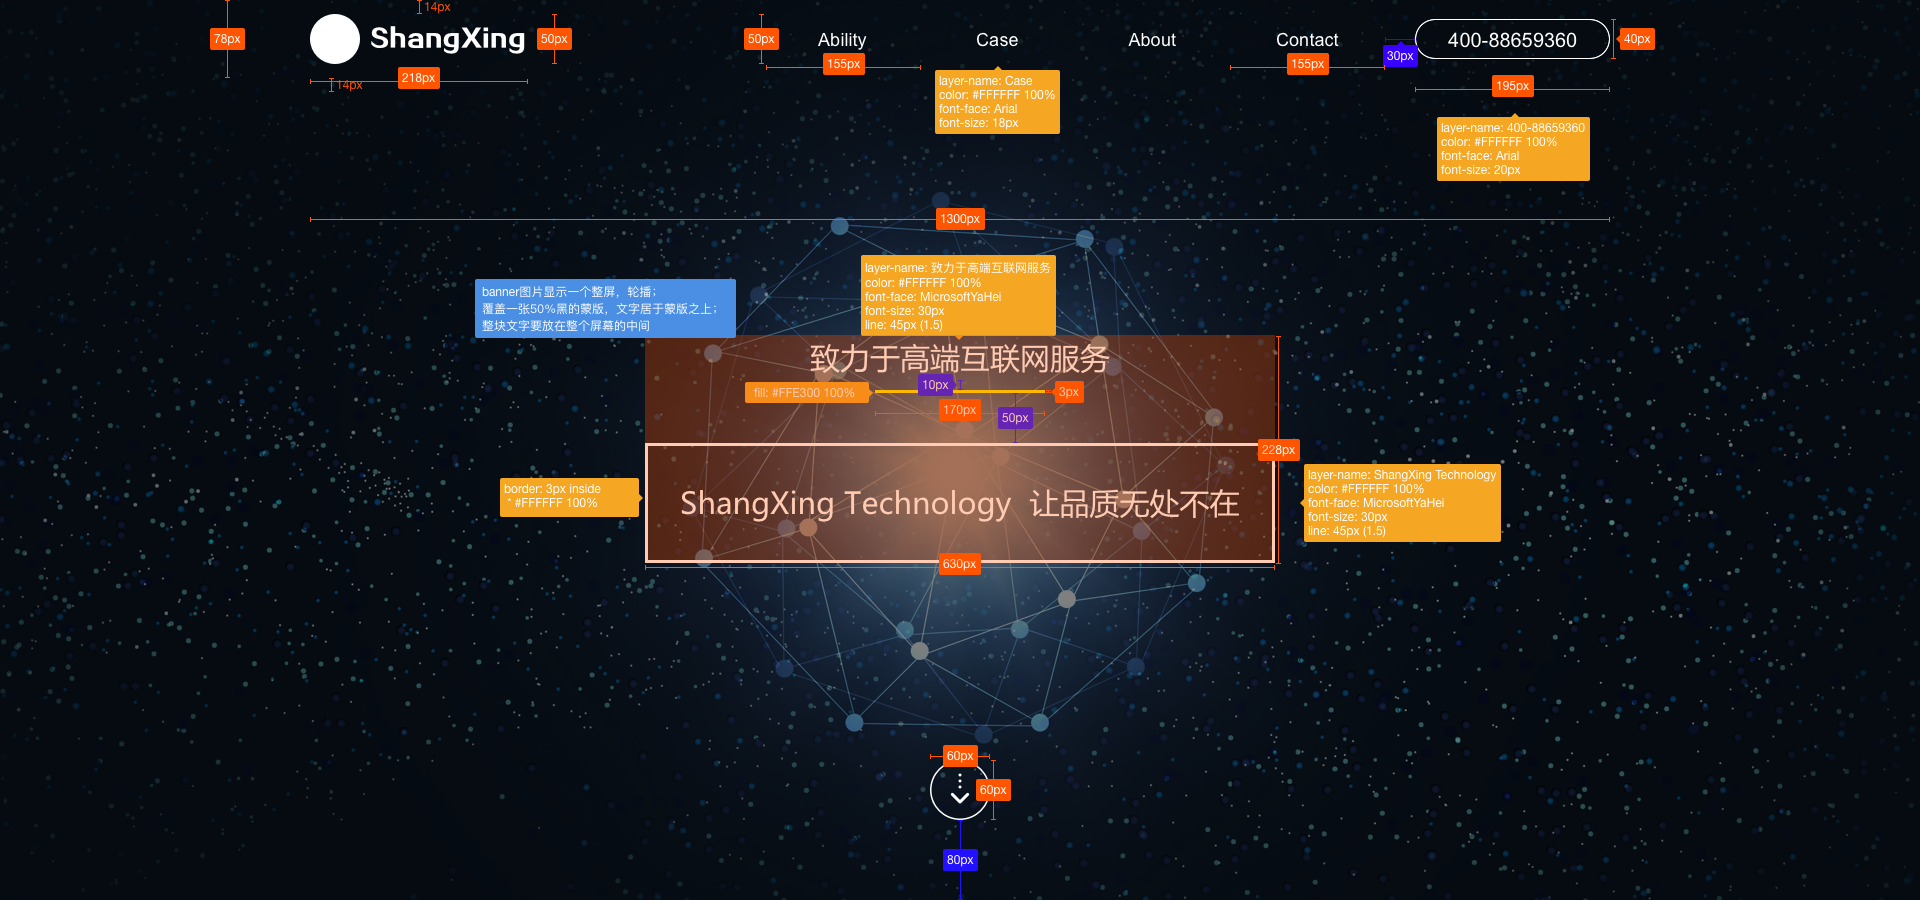 14px
78px
ShangXing
50px
50px
Ability
Case
About
Contact
400-88659360
40px
30px
155px
155px
14px
218px
195px
layer-name: Case
color: #FFFFFF 100%
font-face: Arial
font-size: 18px
layer-name: 400-88659360
color: #FFFFFF 100%
font-face: Arial
font-size: 20px
1300px
layer-name: 致力于高端互联网服务
color: #FFFFFF 100%
font-face: MicrosoftYaHei
font-size: 30px
line: 45px (1.5)
banner图片显示一个整屏，轮播；
覆盖一张50%黑的蒙版，文字居于蒙版之上；
整块文字要放在整个屏幕的中间
致力于高端互联网服务
fill: #FFE300 100%
10px
3px
170px
50px
228px
border: 3px inside
* #FFFFFF 100%
ShangXing Technology 让品质无处不在
layer-name: ShangXing Technology
color: #FFFFFF 100%
font-face: MicrosoftYaHei
font-size: 30px
line: 45px (1.5)
630px
60px
60px
80px